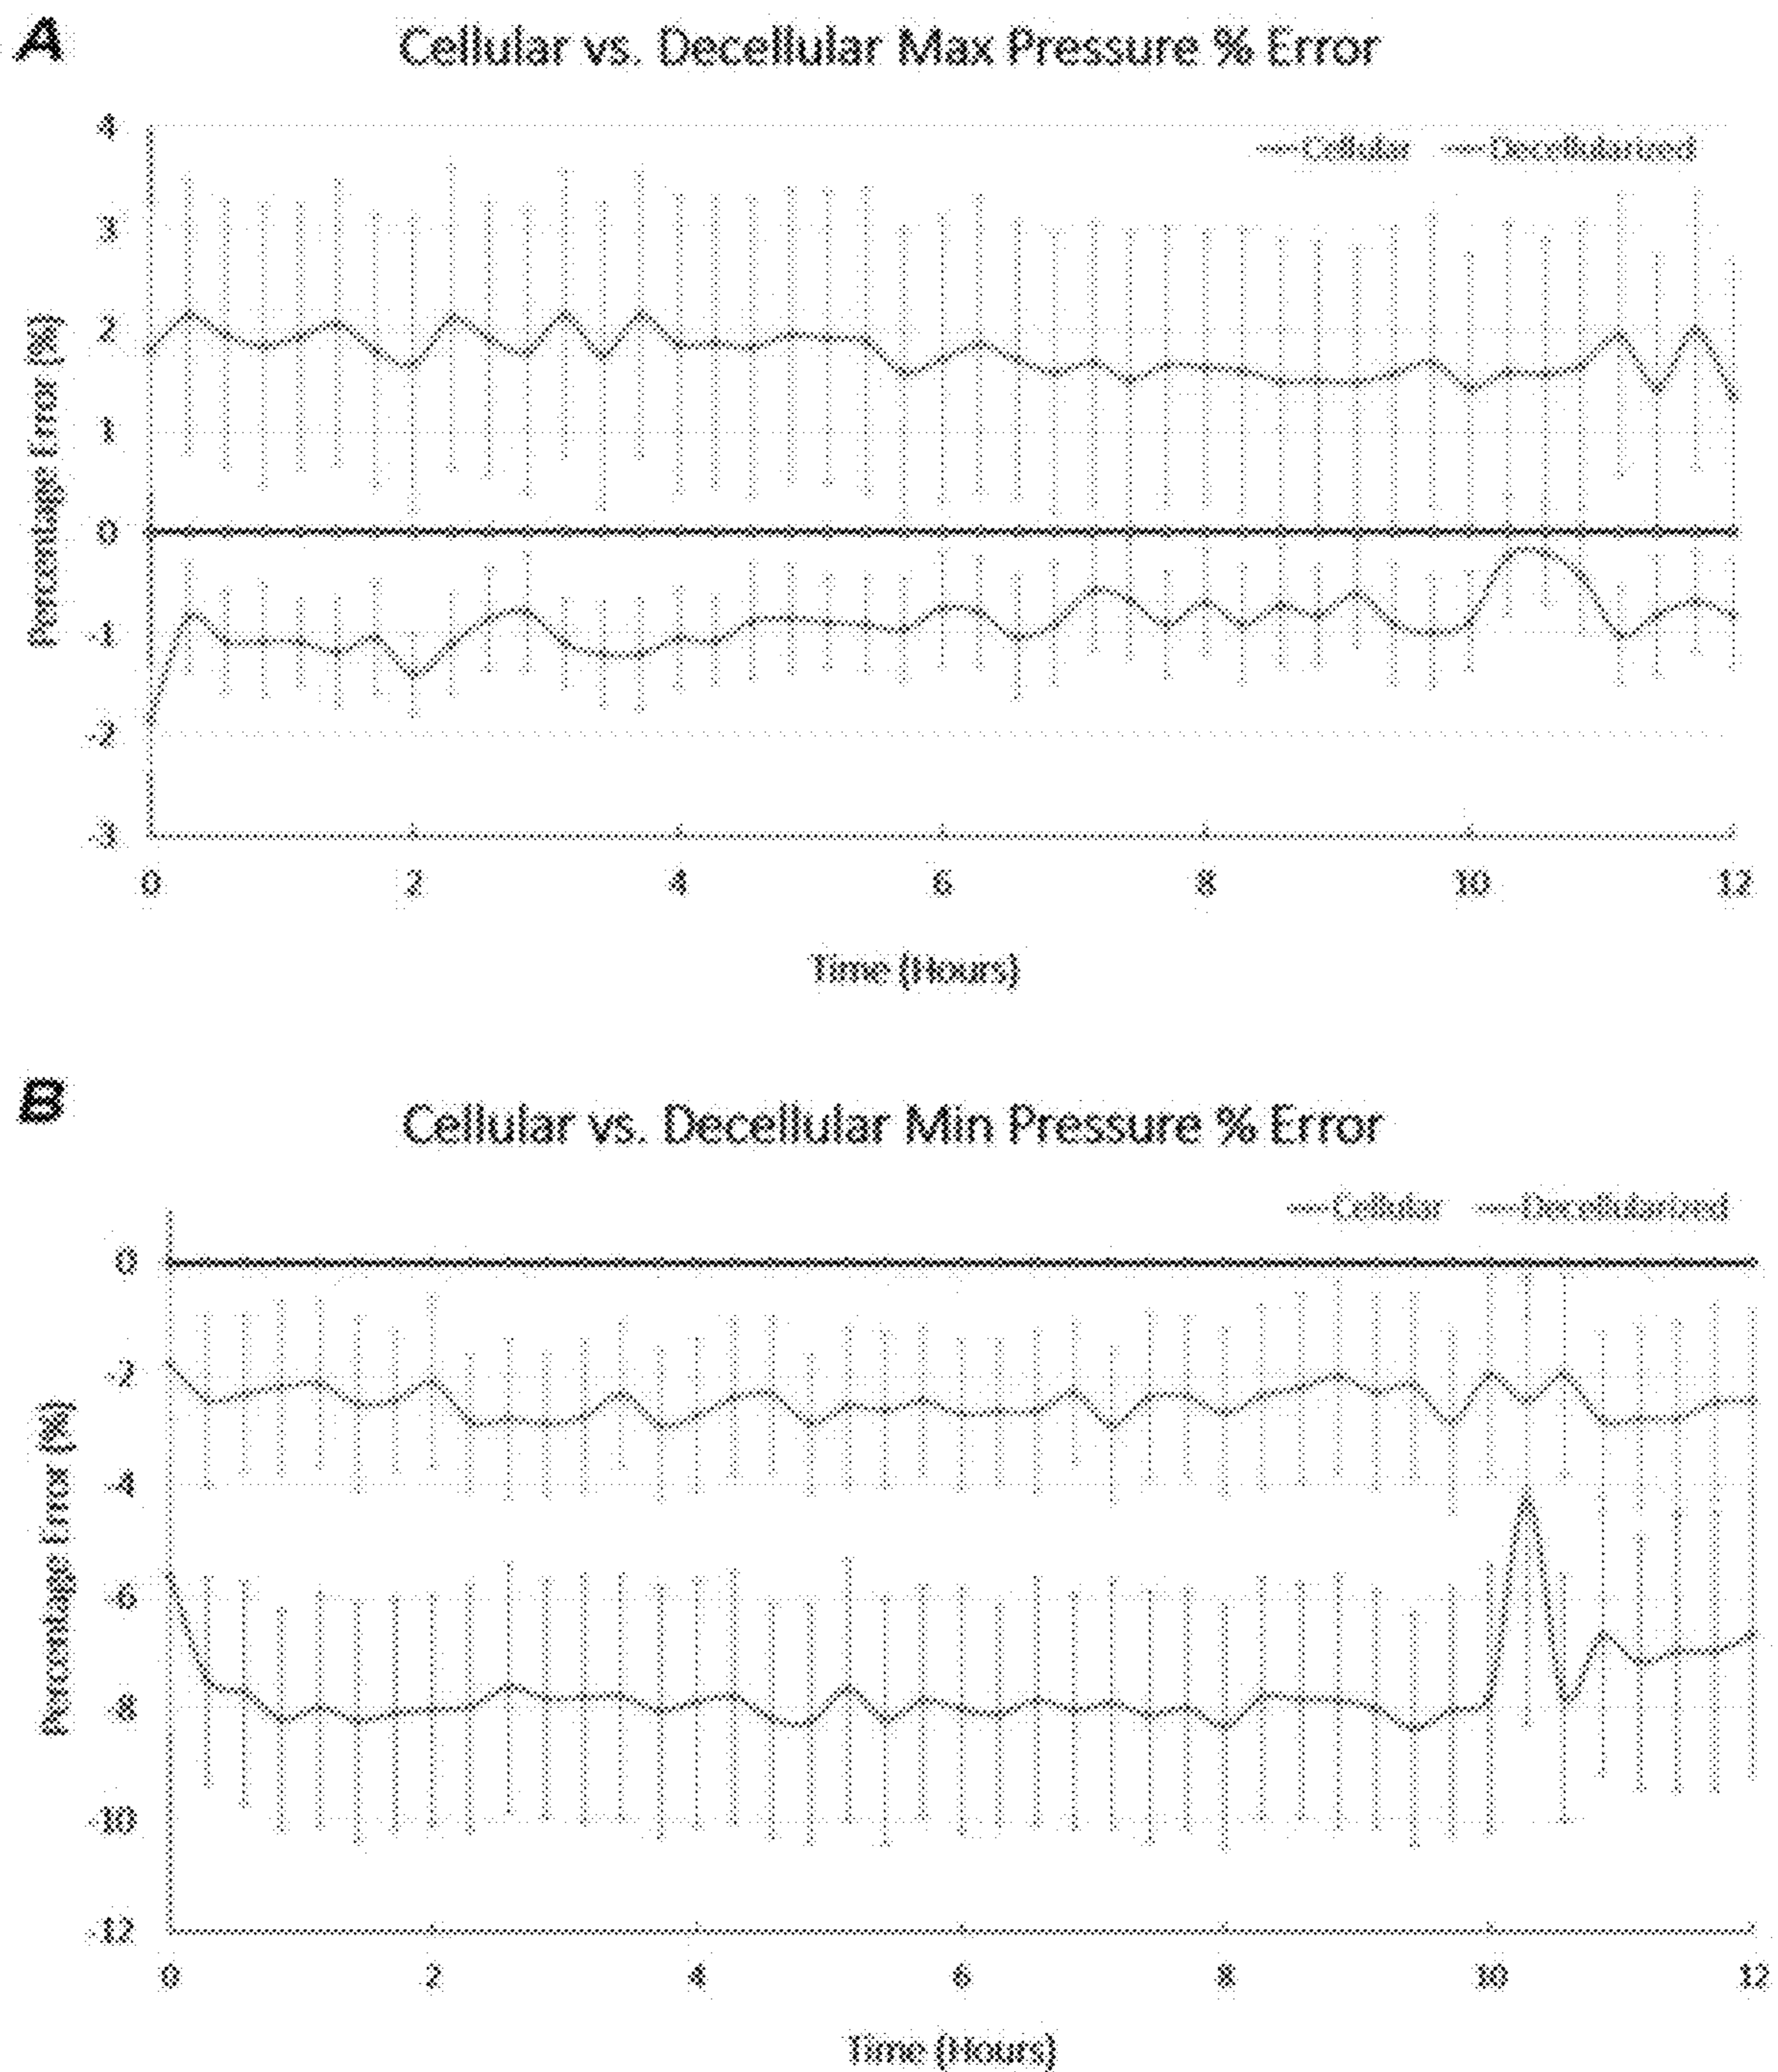 A
Cellular vs. Decellular Max Pressure % Error
Cellular Decellularized
Percentage Error (%)
4
3
2
1
0
-1
-2
-3
0 2 4 6 8 10 12
Time (Hours)
B
Cellular vs. Decellular Min Pressure % Error
Cellular Decellularized
Percentage Error (%)
0
-2
-4
-6
-8
-10
-12
0 2 4 6 8 10 12
Time (Hours)